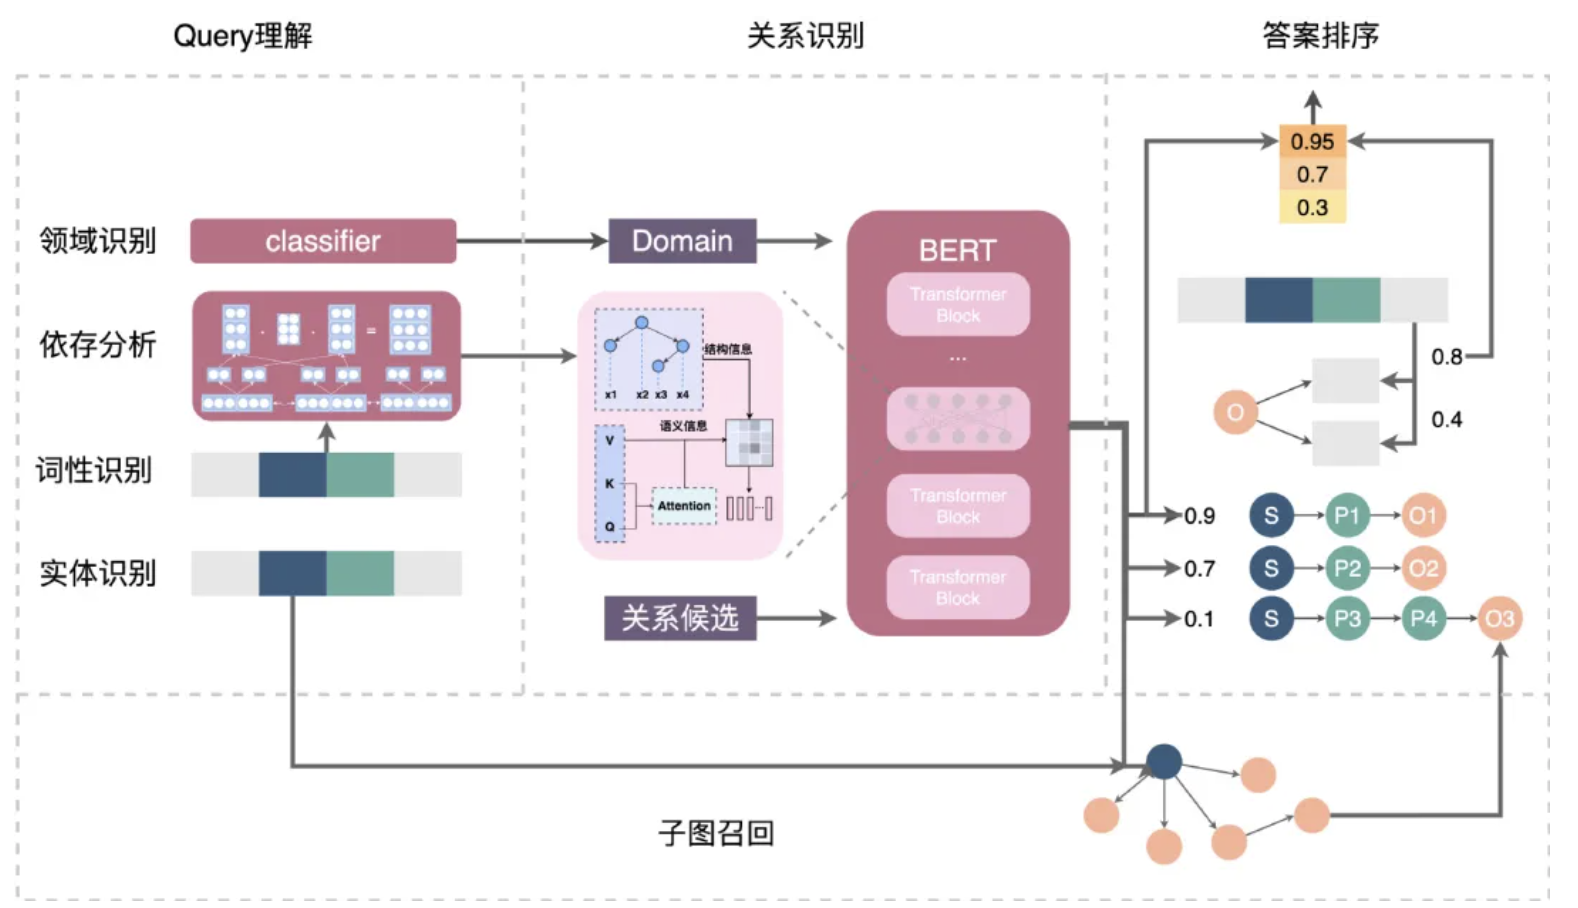 Query理解
关系识别
答案排序
领域识别
classifier
Domain
依存分析
.
.
=
词性识别
实体识别
结构信息
x1 x2 x3 x4
语义信息
V
K
Q
Attention
...
关系候选
BERT
Transformer
Block
...
Transformer
Block
Transformer
Block
0.95
0.7
0.3
0.8
0.4
O
0.9 S P1 O1
0.7 S P2 O2
0.1 S P3 P4 O3
子图召回